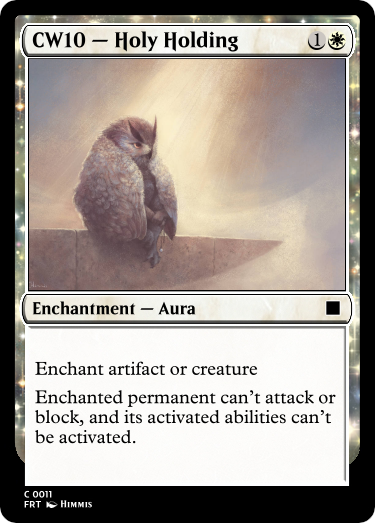 CW10 — Holy Holding 1
Enchantment — Aura
Enchant artifact or creature
Enchanted permanent can't attack or
block, and its activated abilities can't
be activated.
C 0011
FRT Himmis